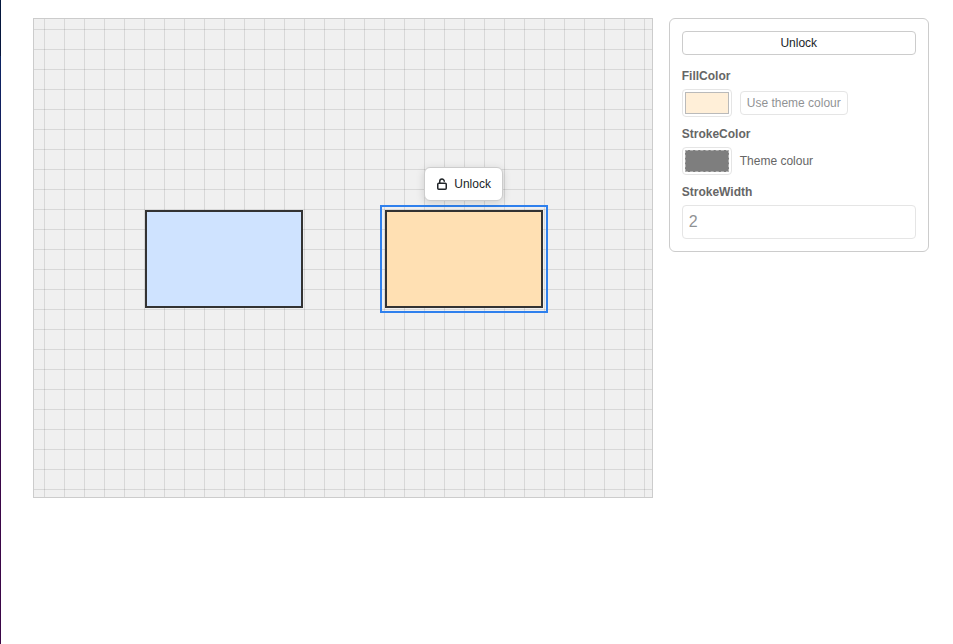 Unlock
Unlock
FillColor
Use theme colour
StrokeColor
Theme colour
StrokeWidth
2